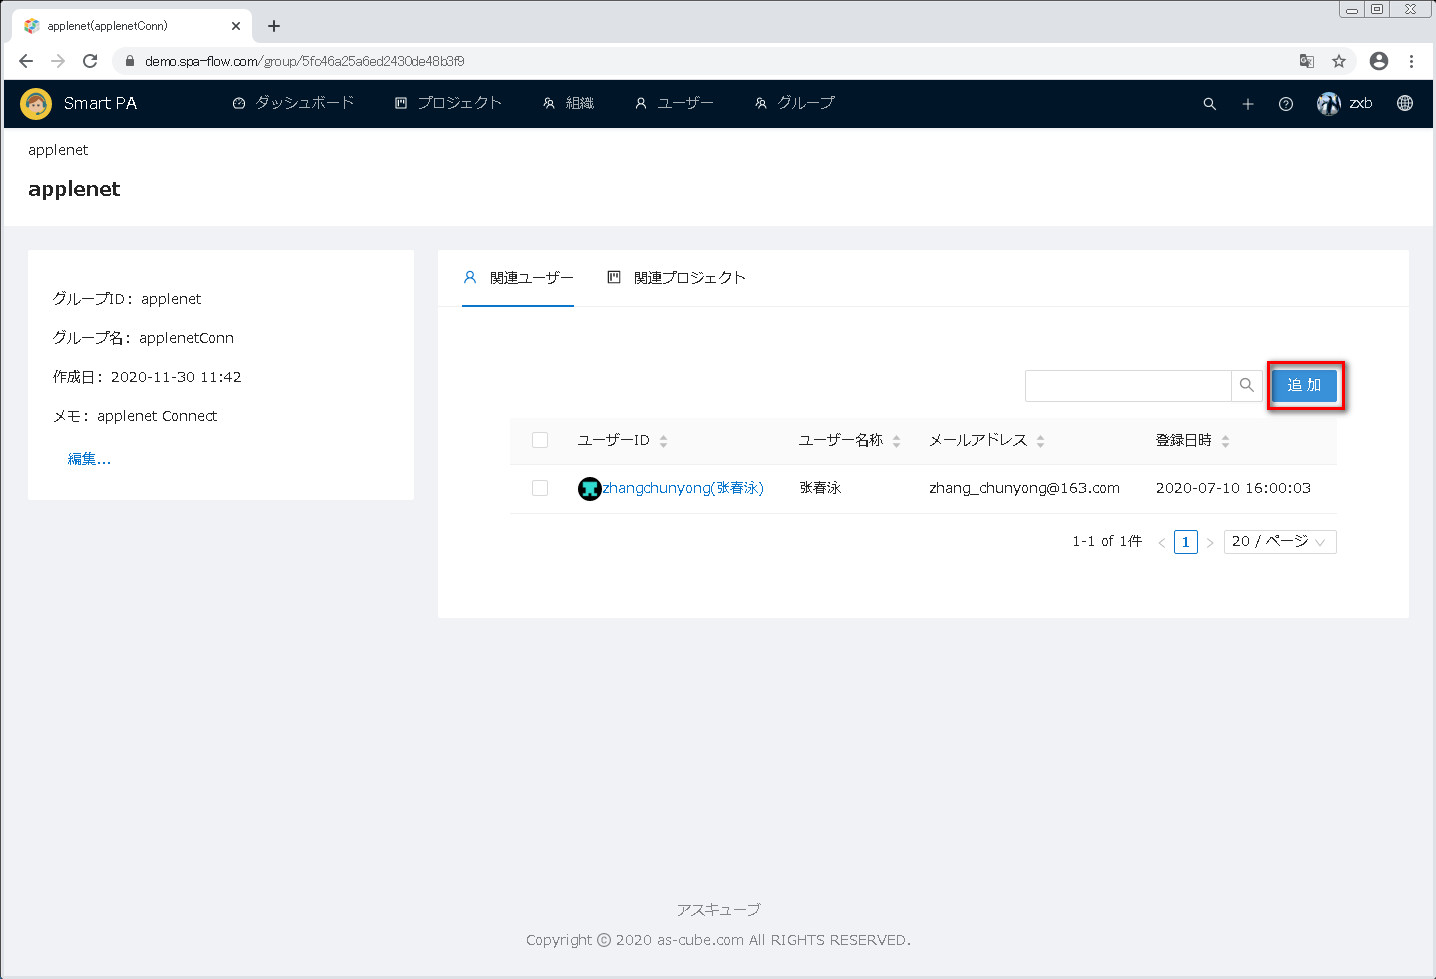 applenet(applenetConn)
demo.spa-flow.com/group/5fc46a25a6ed2430de48b3f9
Smart PA ダッシュボード プロジェクト 組織 ユーザー グループ zxb
applenet
applenet
グループID: applenet
グループ名: applenetConn
作成日: 2020-11-30 11:42
メモ: applenet Connect
編集...
関連ユーザー 関連プロジェクト
追 加
ユーザーID ユーザー名称 メールアドレス 登録日時
zhangchunyong(张春泳) 张春泳 zhang_chunyong@163.com 2020-07-10 16:00:03
1-1 of 1件 < 1 > 20 / ページ
アスキューブ
Copyright © 2020 as-cube.com All RIGHTS RESERVED.